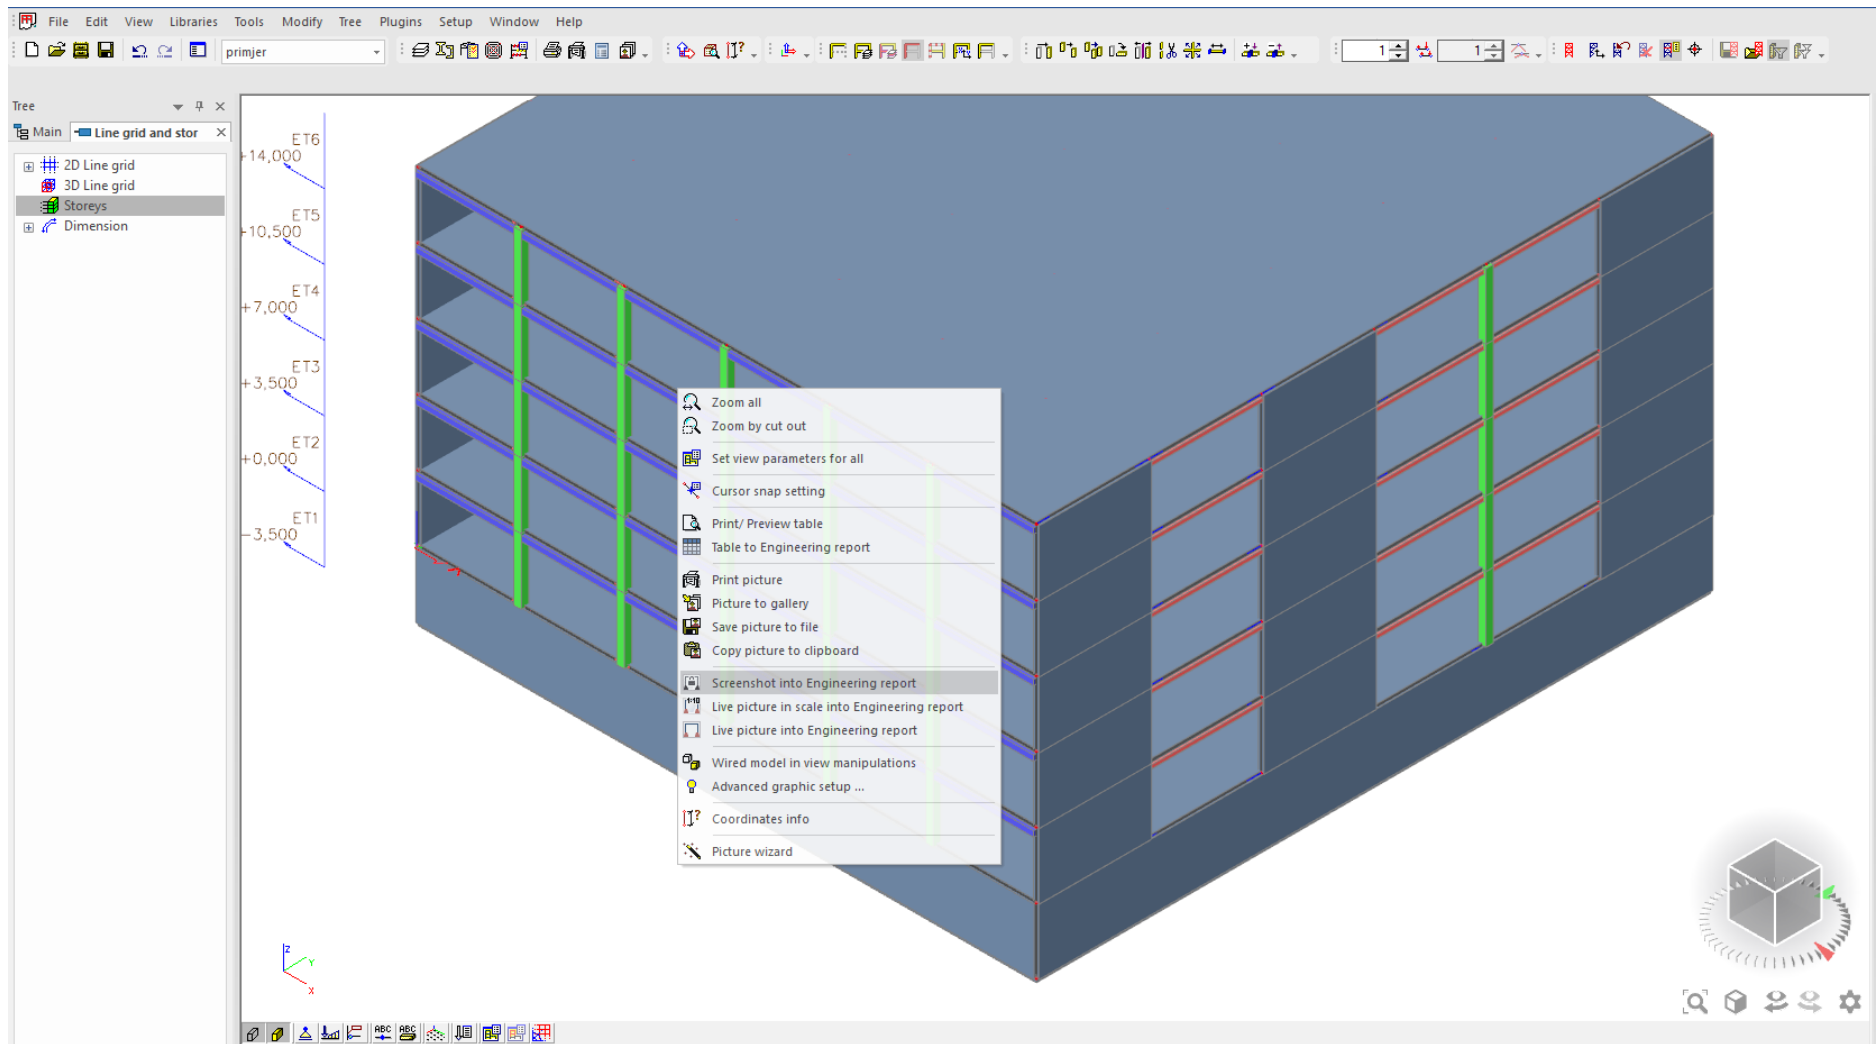 File Edit View Libraries Tools Modify Tree Plugins Setup Window Help
primjer
1
1
Tree
Main
Line grid and stor
2D Line grid
3D Line grid
Storeys
Dimension
ET6
+14,000
ET5
+10,500
ET4
+7,000
ET3
+3,500
ET2
+0,000
ET1
-3,500
Zoom all
Zoom by cut out
Set view parameters for all
Cursor snap setting
Print/ Preview table
Table to Engineering report
Print picture
Picture to gallery
Save picture to file
Copy picture to clipboard
Screenshot into Engineering report
Live picture in scale into Engineering report
Live picture into Engineering report
Wired model in view manipulations
Advanced graphic setup ...
Coordinates info
Picture wizard
Z
Y
X
ABC
ABC